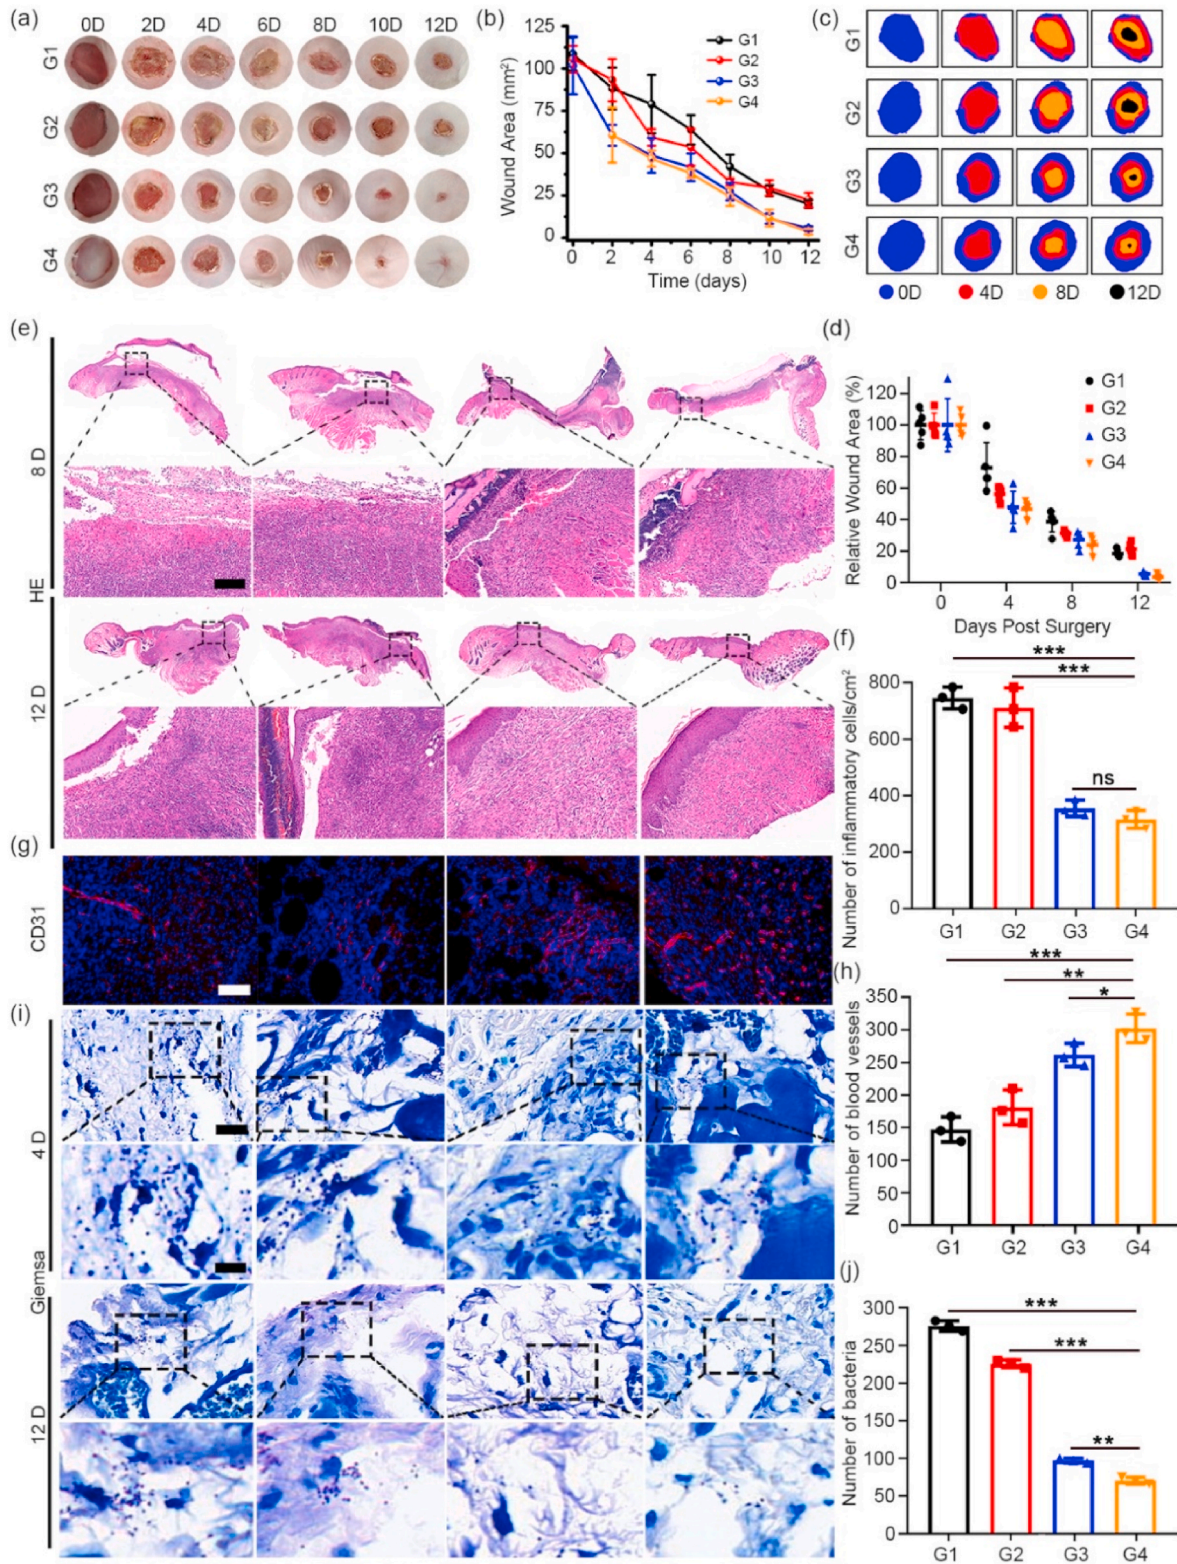 (a)
0D 2D 4D 6D 8D 10D 12D
G1
G2
G3
G4
(b)
Wound Area (mm²)
125
100
75
50
25
0
0 2 4 6 8 10 12
Time (days)
G1
G2
G3
G4
(c)
G1
G2
G3
G4
0D 4D 8D 12D
(e)
8 D
HE
12 D
(d)
Relative Wound Area (%)
120
100
80
60
40
20
0
0 4 8 12
Days Post Surgery
G1
G2
G3
G4
(f)
***
***
ns
Number of inflammatory cells/cm²
800
600
400
200
0
G1 G2 G3 G4
(g)
CD31
(h)
***
**
*
Number of blood vessels
350
300
250
200
150
100
50
0
G1 G2 G3 G4
(i)
4 D
Giemsa
12 D
(j)
***
***
**
Number of bacteria
300
250
200
150
100
50
0
G1 G2 G3 G4